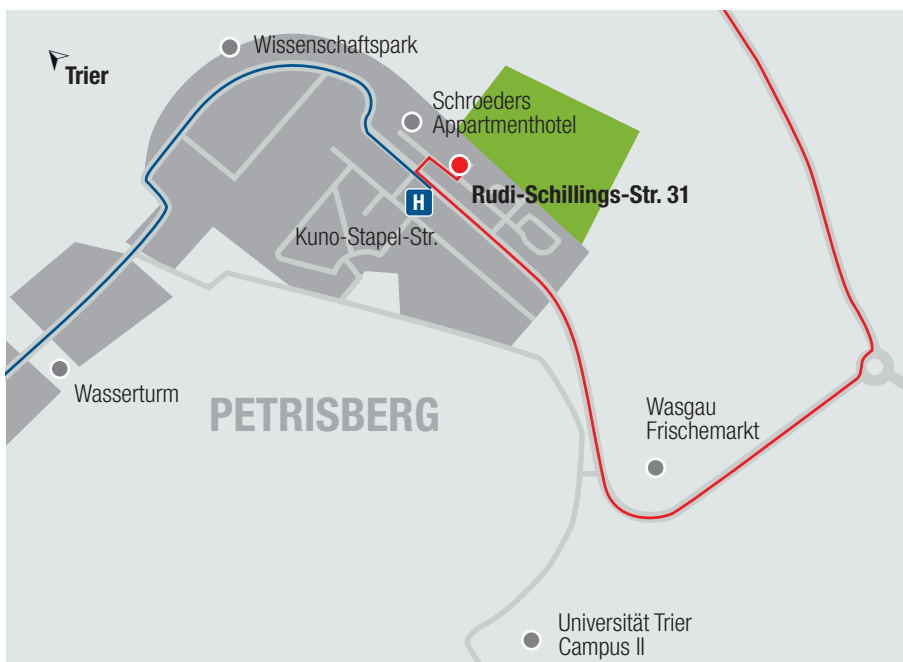 Wissenschaftspark
Trier
Schroeders
Appartmenthotel
Rudi-Schillings-Str. 31
H
Kuno-Stapel-Str.
Wasserturm
PETRISBERG
Wasgau
Frischemarkt
Universität Trier
Campus II